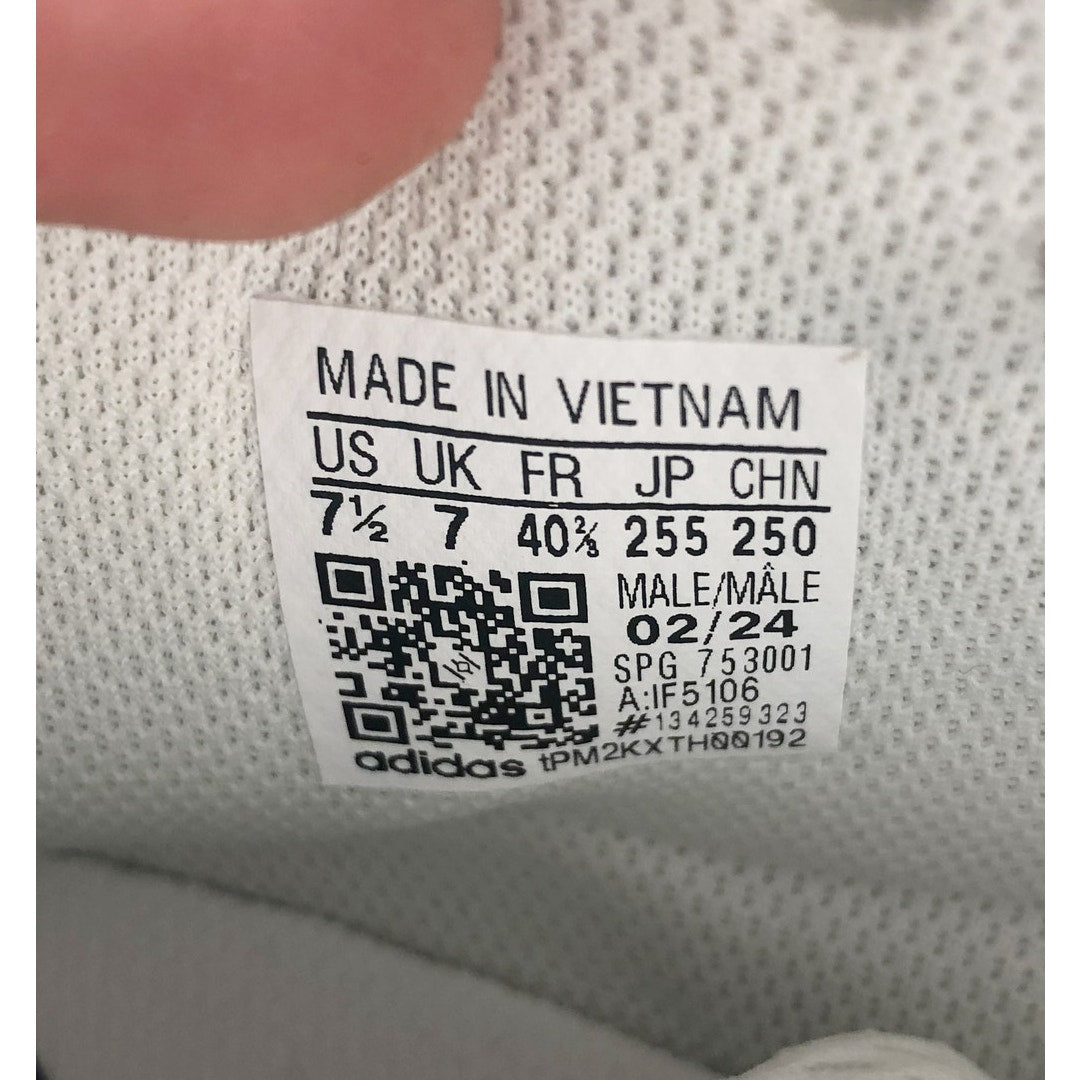 MADE IN VIETNAM
US UK FR JP CHN
7½ 7 40⅔ 255 250
MALE/MÂLE
02/24
SPG 753001
A:IF5106
#134259323
adidas tPM2KXTH00192